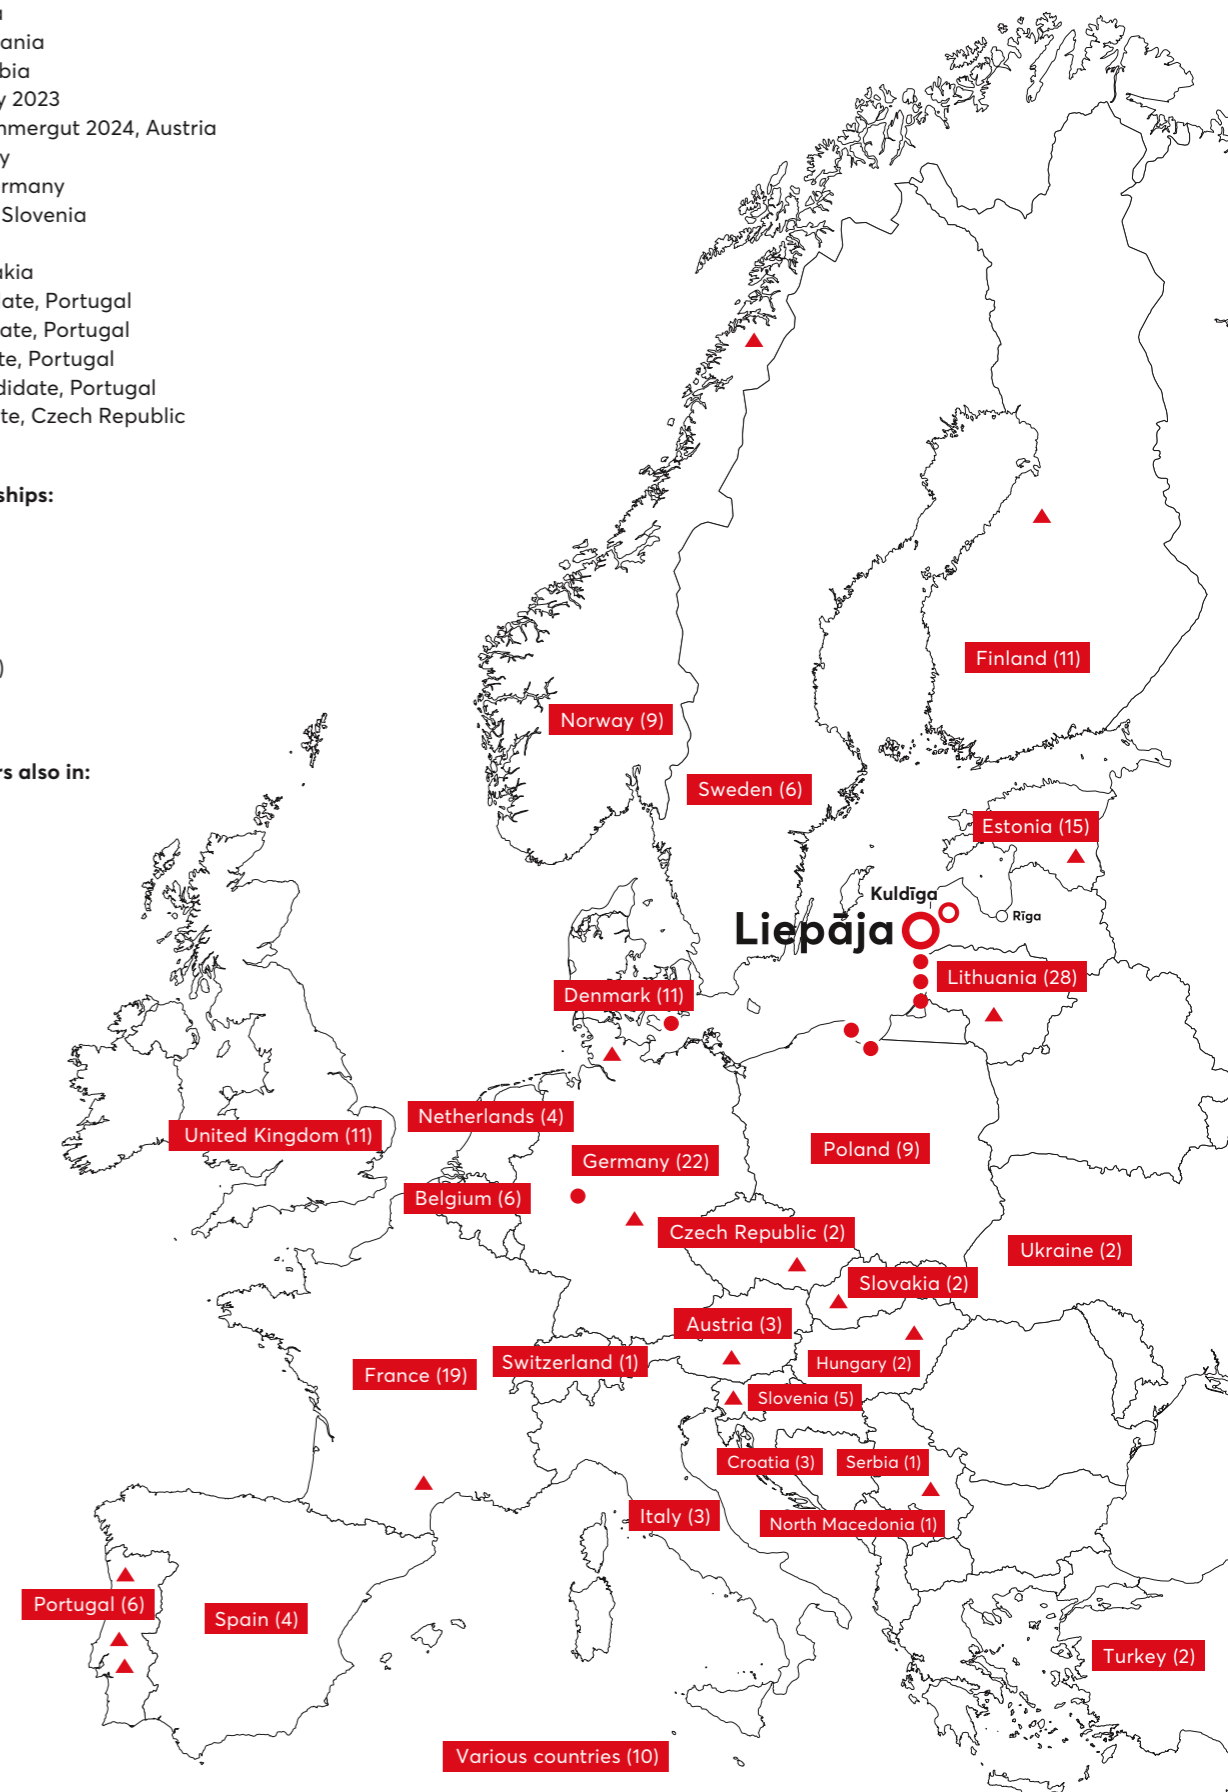 ania
bia
y 2023
nmergut 2024, Austria
y
rmany
Slovenia
akia
ate, Portugal
ate, Portugal
te, Portugal
didate, Portugal
te, Czech Republic
ships:
)
rs also in:
Finland (11)
Norway (9)
Sweden (6)
Estonia (15)
Kuldīga
Rīga
Liepāja
Lithuania (28)
Denmark (11)
Netherlands (4)
United Kingdom (11)
Poland (9)
Germany (22)
Belgium (6)
Czech Republic (2)
Ukraine (2)
Slovakia (2)
Austria (3)
Switzerland (1)
Hungary (2)
France (19)
Slovenia (5)
Croatia (3)
Serbia (1)
Italy (3)
North Macedonia (1)
Portugal (6)
Spain (4)
Turkey (2)
Various countries (10)